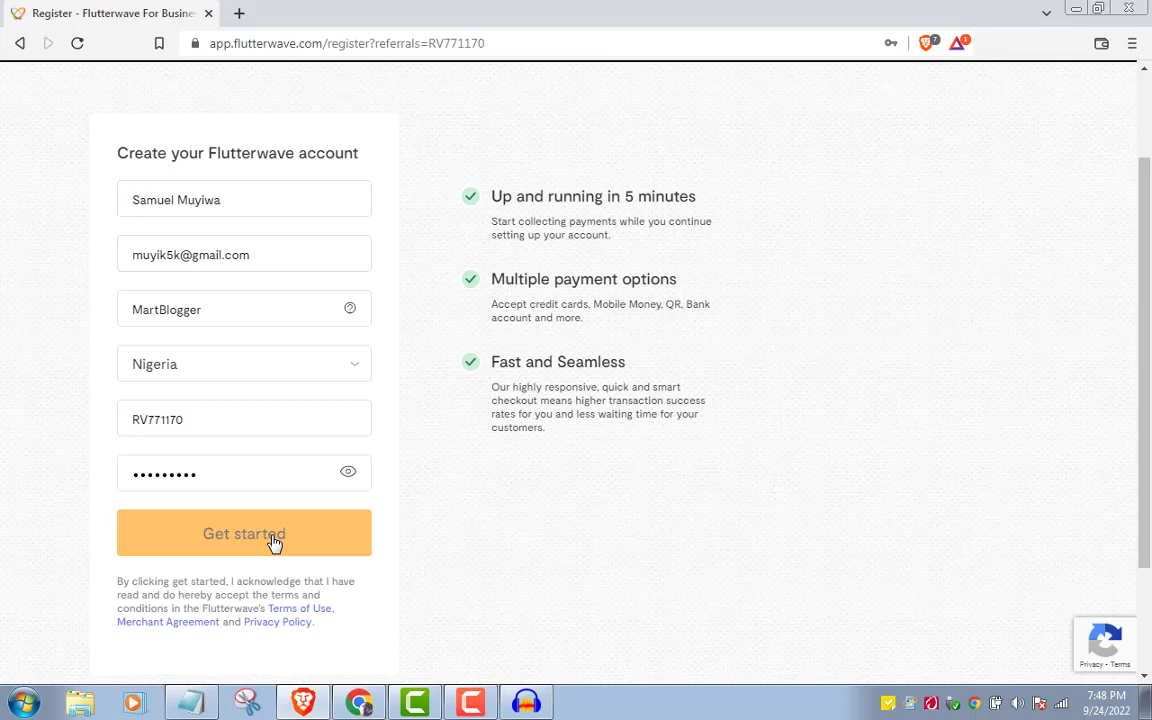 Register - Flutterwave For Busine
app.flutterwave.com/register?referrals=RV771170
7
1
Create your Flutterwave account
Samuel Muyiwa
muyik5k@gmail.com
MartBlogger
Nigeria
RV771170
Get started
By clicking get started, I acknowledge that I have
read and do hereby accept the terms and
conditions in the Flutterwave's Terms of Use,
Merchant Agreement and Privacy Policy.
Up and running in 5 minutes
Start collecting payments while you continue
setting up your account.
Multiple payment options
Accept credit cards, Mobile Money, QR, Bank
account and more.
Fast and Seamless
Our highly responsive, quick and smart
checkout means higher transaction success
rates for you and less waiting time for your
customers.
Privacy - Terms
7:48 PM
9/24/2022